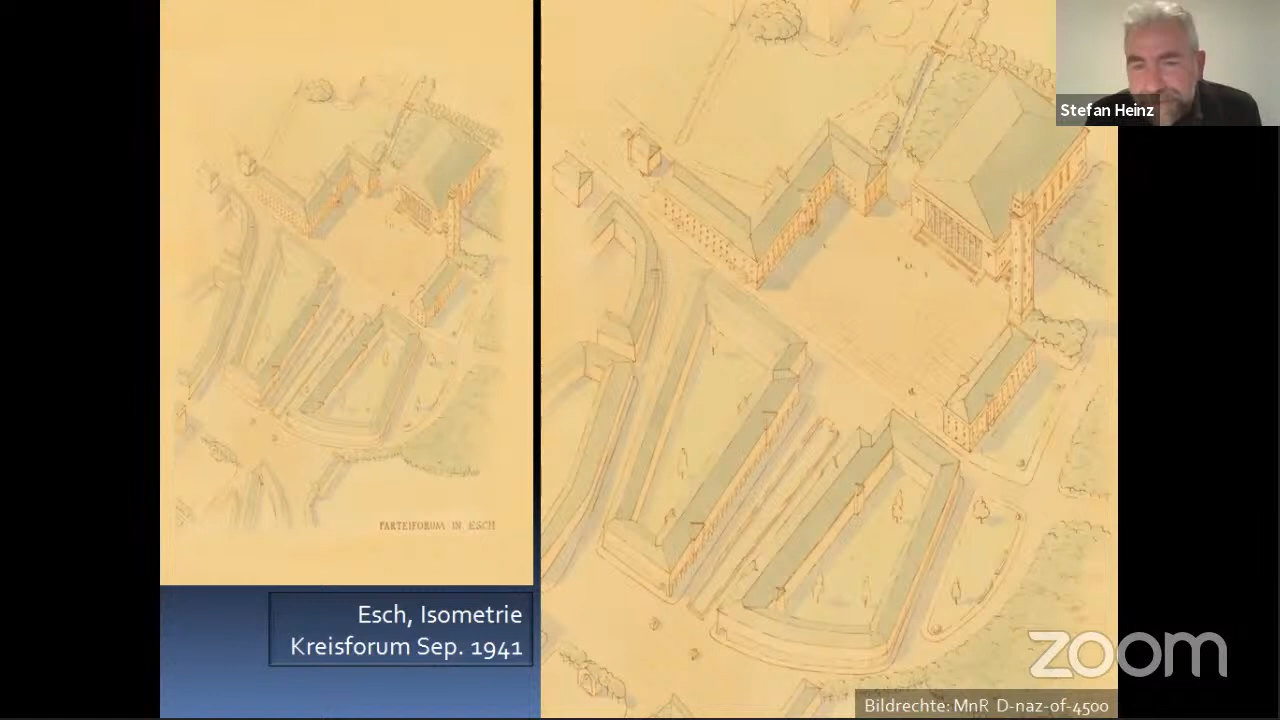 Stefan Heinz
PARTEIFORUM IN ESCH
Esch, Isometrie
Kreisforum Sep. 1941
zoom
Bildrechte: MnR D-naz-of-4500